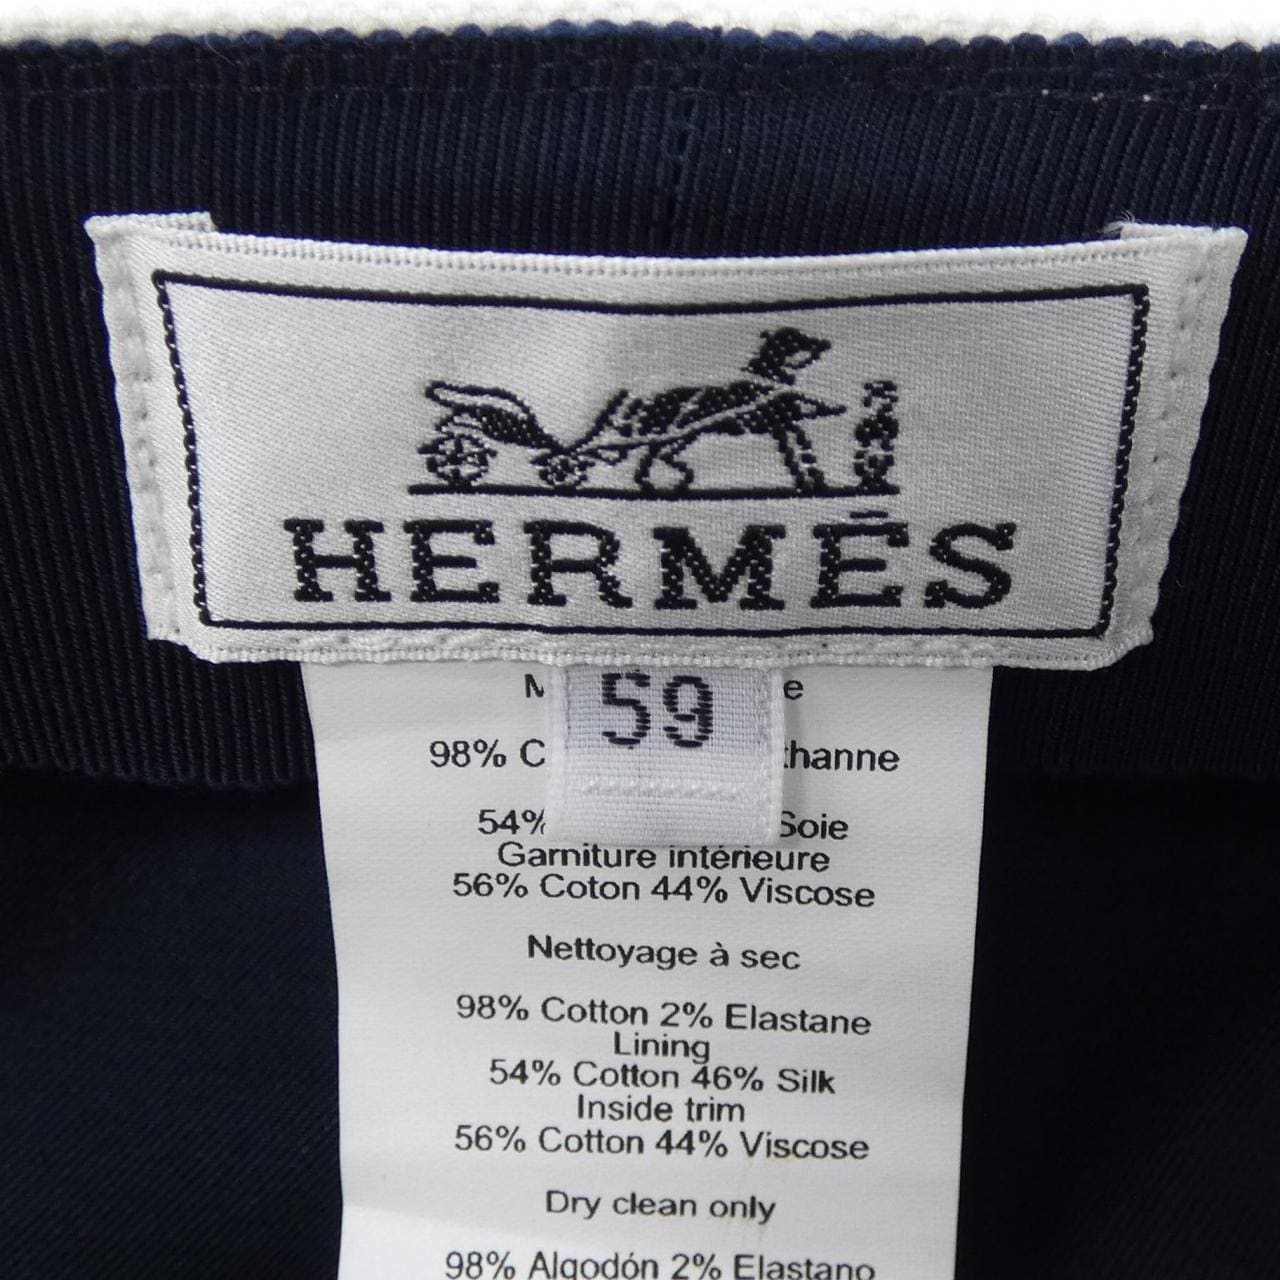 HERMÈS
59
98%
thanne
54%
Soie
Garniture intérieure
56% Coton 44% Viscose
Nettoyage à sec
98% Cotton 2% Elastane
Lining
54% Cotton 46% Silk
Inside trim
56% Cotton 44% Viscose
Dry clean only
98% Algodón 2% Elastano